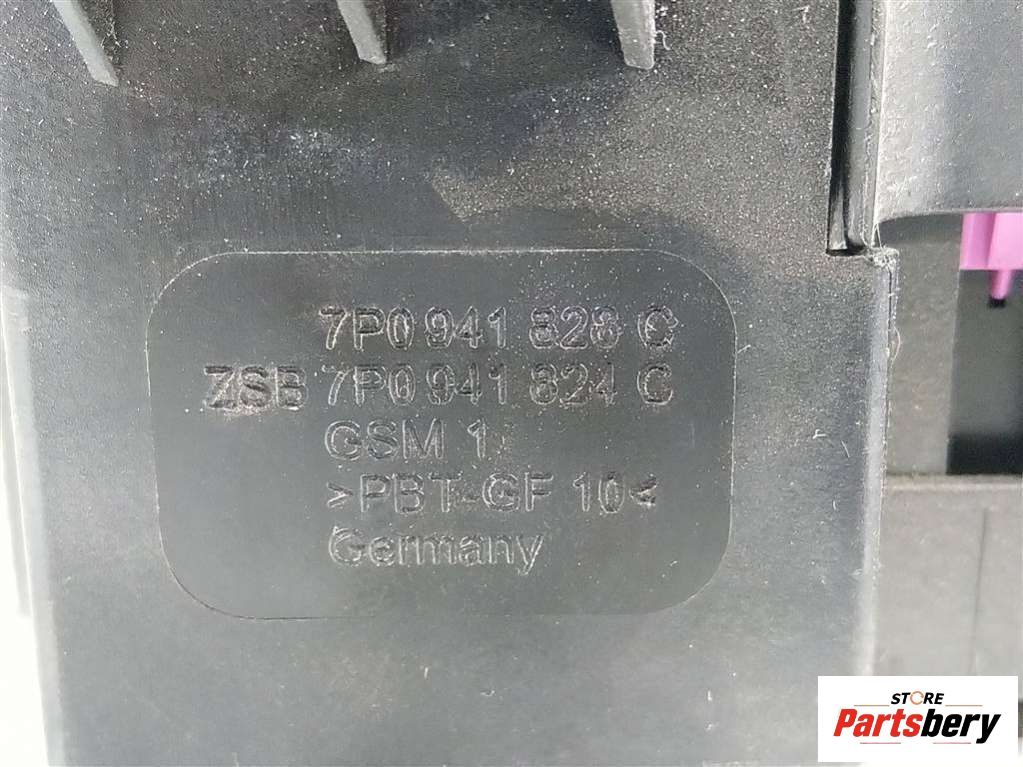 7P0 941 828 C
ZSB 7P0 941 824 C
GSM 1
>PBT-GF 10<
Germany
STORE
Partsbery